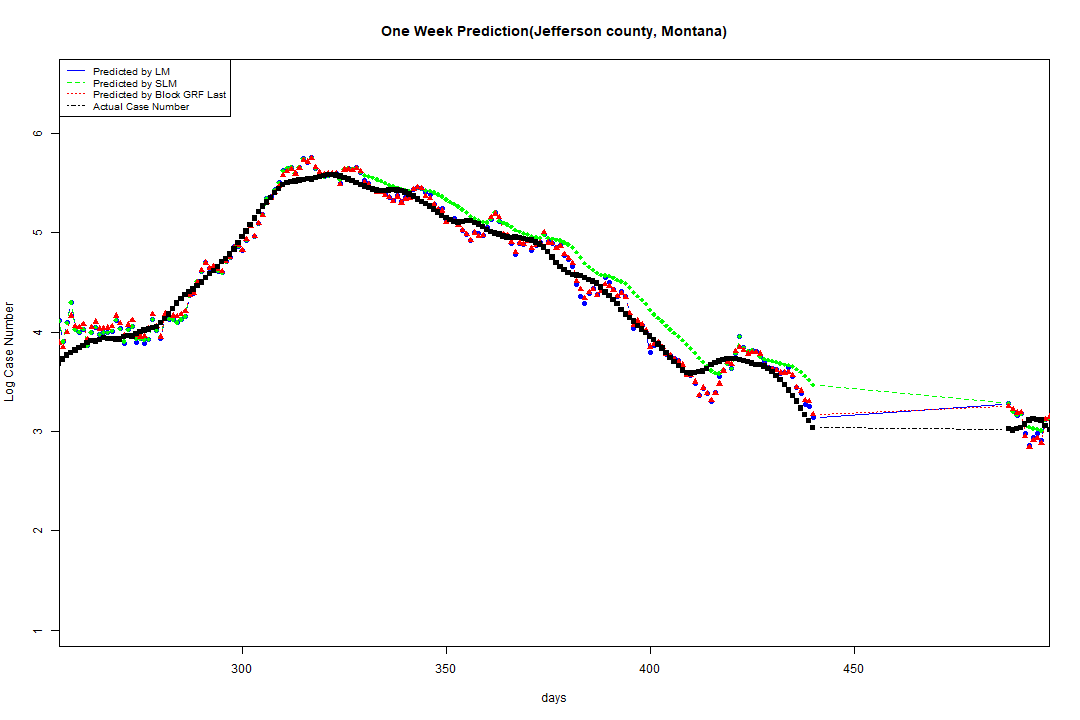 One Week Prediction(Jefferson county, Montana)
Predicted by LM
Predicted by SLM
Predicted by Block GRF Last
Actual Case Number
Log Case Number
6
5
4
3
2
1
300
350
400
450
days